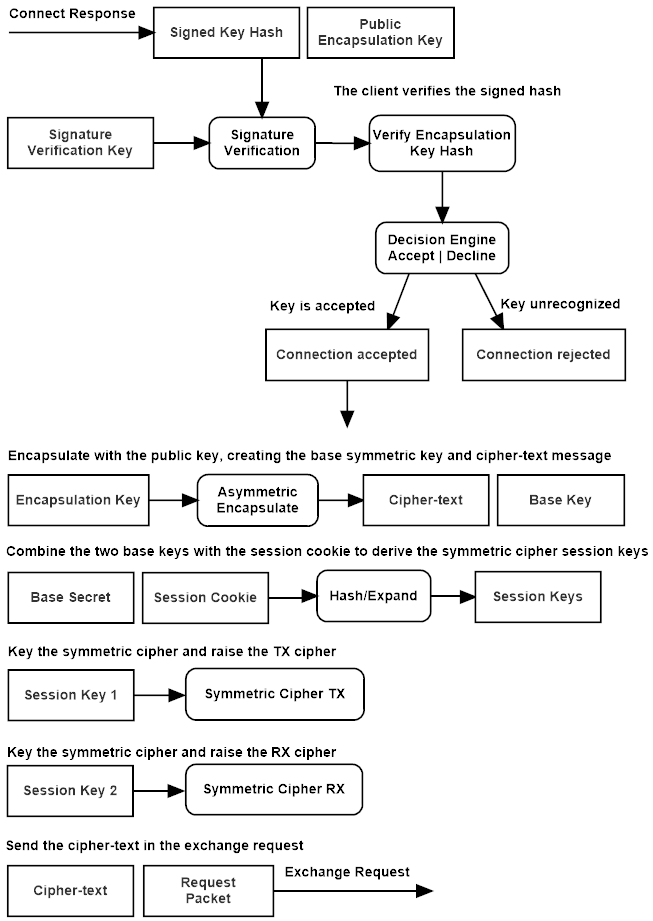 Connect Response
Signed Key Hash
Public
Encapsulation Key
The client verifies the signed hash
Signature
Verification Key
Signature
Verification
Verify Encapsulation
Key Hash
Decision Engine
Accept | Decline
Key is accepted
Key unrecognized
Connection accepted
Connection rejected
Encapsulate with the public key, creating the base symmetric key and cipher-text message
Encapsulation Key
Asymmetric
Encapsulate
Cipher-text
Base Key
Combine the two base keys with the session cookie to derive the symmetric cipher session keys
Base Secret
Session Cookie
Hash/Expand
Session Keys
Key the symmetric cipher and raise the TX cipher
Session Key 1
Symmetric Cipher TX
Key the symmetric cipher and raise the RX cipher
Session Key 2
Symmetric Cipher RX
Send the cipher-text in the exchange request
Cipher-text
Request
Packet
Exchange Request